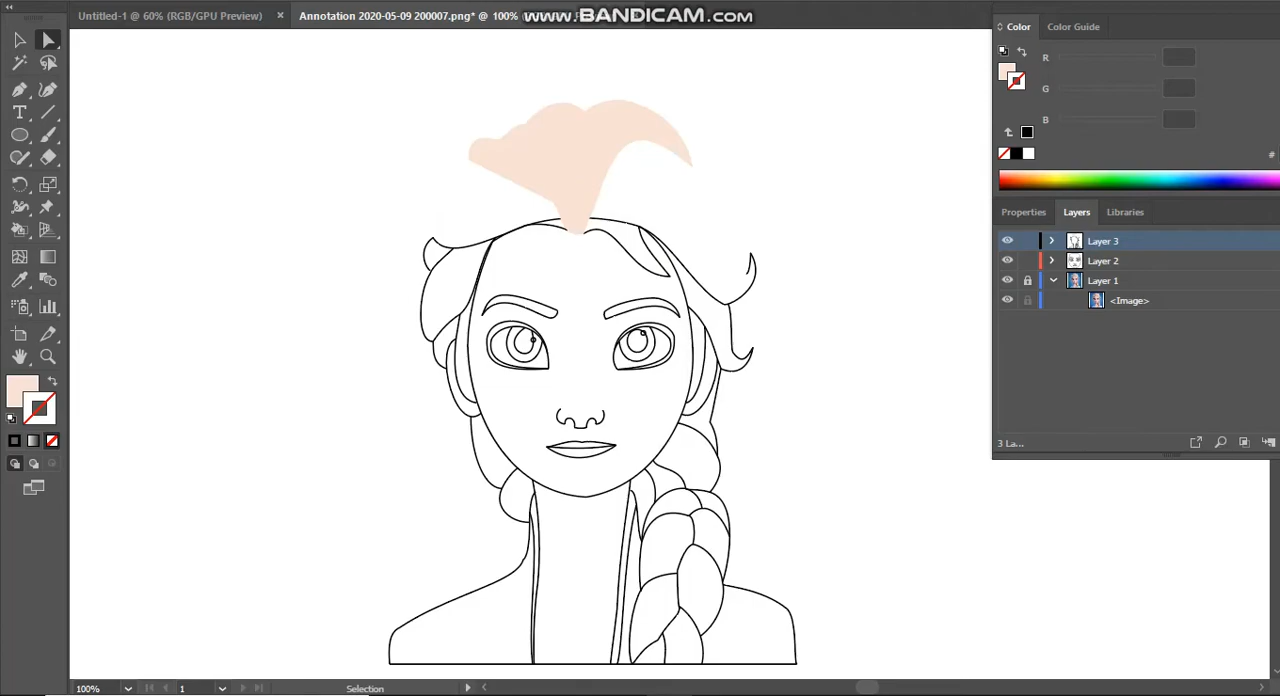 Untitled-1 @ 60% (RGB/GPU Preview) ×
Annotation 2020-05-09 200007.png* @ 100%
www.BANDICAM.com
Color
Color Guide
R
G
B
#
Properties
Layers
Libraries
Layer 3
Layer 2
Layer 1
<Image>
3 La...
100%
1
Selection